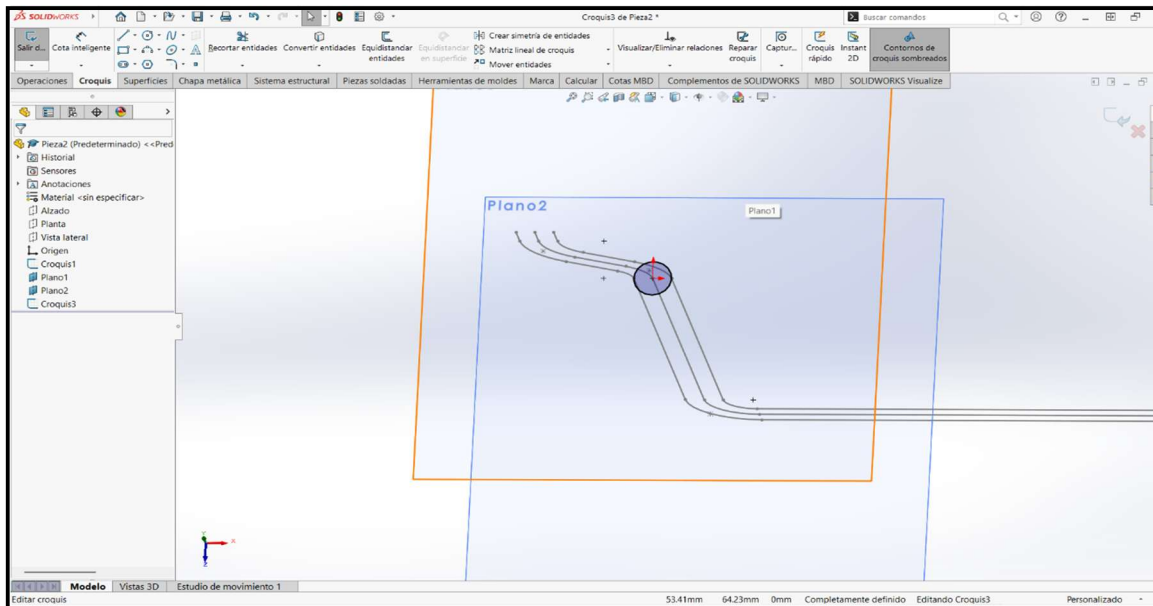 SOLIDWORKS
Croquis3 de Pieza2 *
Buscar comandos
Salir d...
Cota inteligente
Recortar entidades
Convertir entidades
Equidistanciar entidades
Equidistanciar en superficie
Crear simetría de entidades
Matriz lineal de croquis
Mover entidades
Visualizar/Eliminar relaciones
Reparar croquis
Captur...
Croquis rápido
Instant 2D
Contornos de croquis sombreados
Operaciones Croquis Superficies Chapa metálica Sistema estructural Piezas soldadas Herramientas de moldes Marca Calcular Cotas MBD Complementos de SOLIDWORKS MBD SOLIDWORKS Visualize
Pieza2 (Predeterminado) <<Pred
Historial
Sensores
Anotaciones
Material <sin especificar>
Alzado
Planta
Vista lateral
Origen
Croquis1
Plano1
Plano2
Croquis3
Plano2
Plano1
X
Y
Z
Modelo Vistas 3D Estudio de movimiento 1
Editar croquis 53.41mm 64.23mm 0mm Completamente definido Editando Croquis3 Personalizado